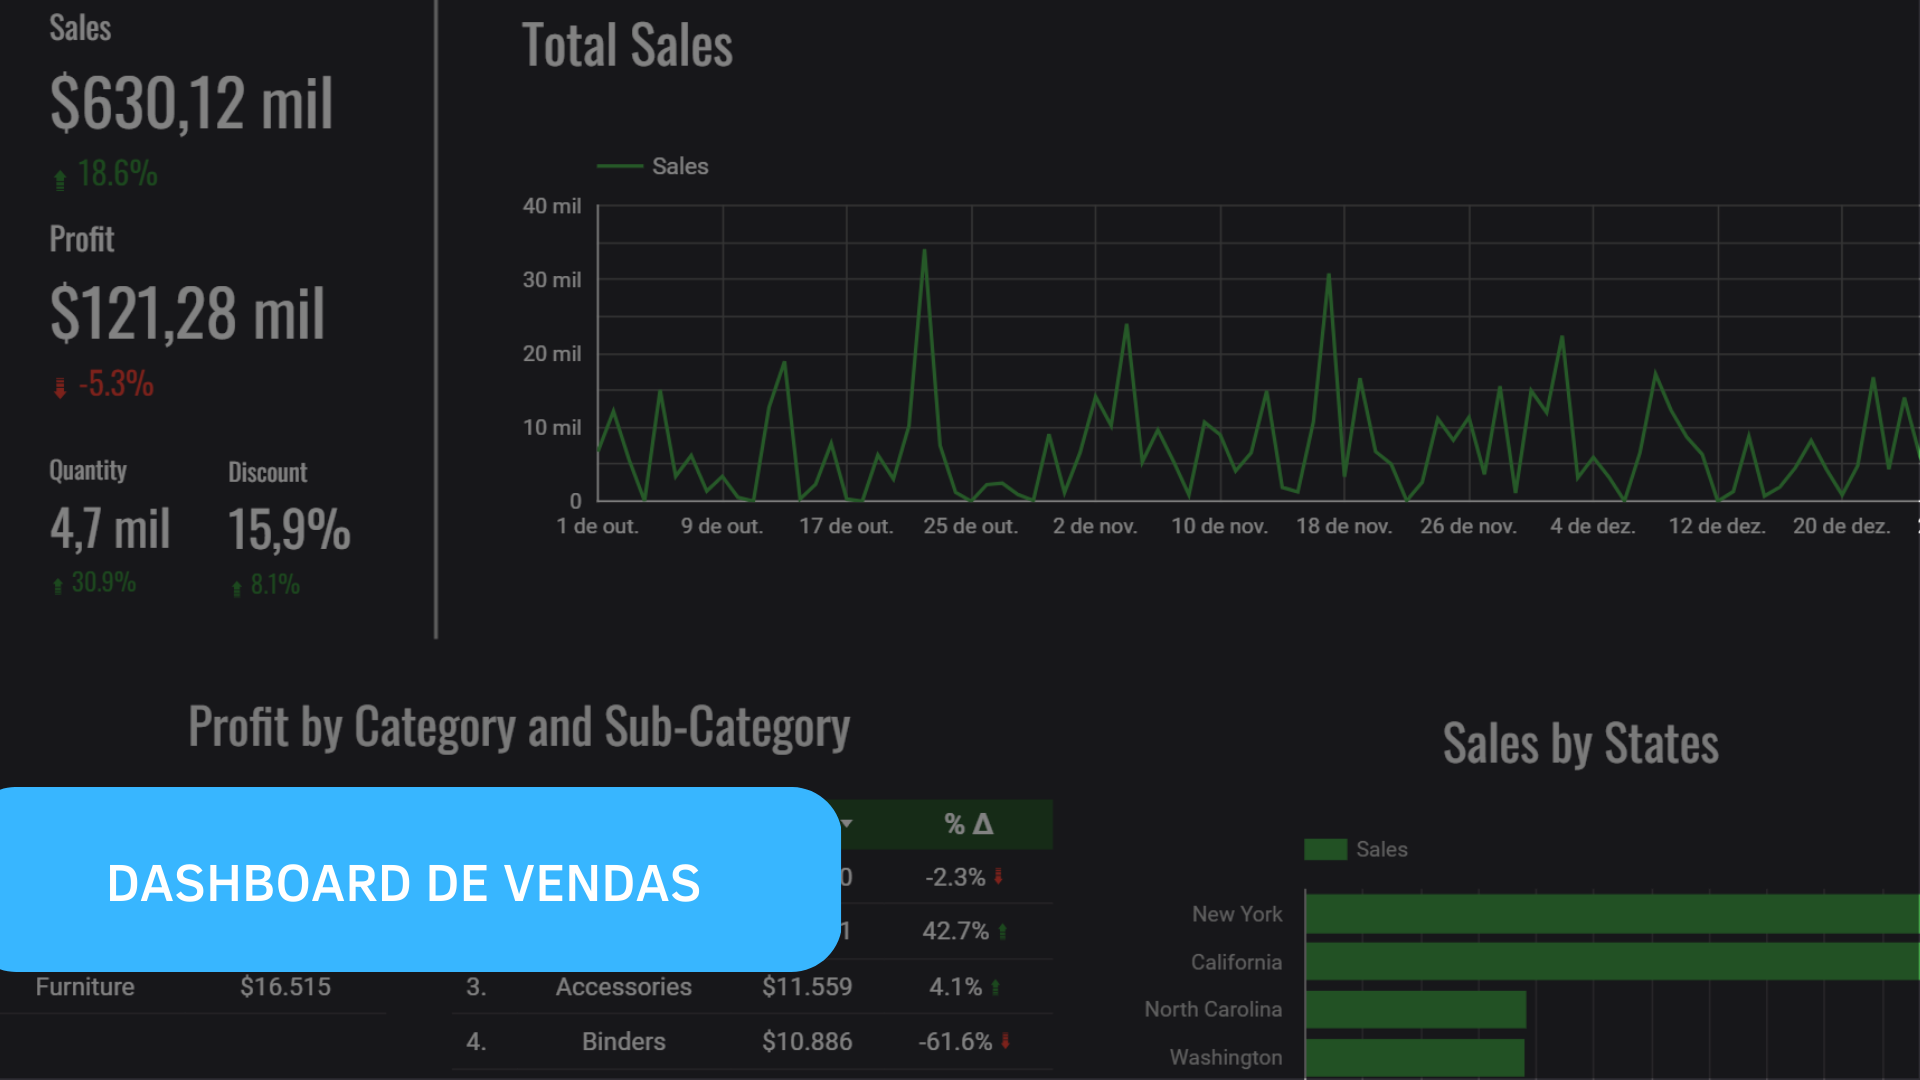 Sales
$630,12 mil
18.6%
Profit
$121,28 mil
-5.3%
Quantity
4,7 mil
30.9%
Discount
15,9%
8.1%
Total Sales
Sales
40 mil
30 mil
20 mil
10 mil
0
1 de out. 9 de out. 17 de out. 25 de out. 2 de nov. 10 de nov. 18 de nov. 26 de nov. 4 de dez. 12 de dez. 20 de dez.
Profit by Category and Sub-Category
% Δ
0 -2.3%
1 42.7%
DASHBOARD DE VENDAS
Furniture $16.515
3. Accessories $11.559 4.1%
4. Binders $10.886 -61.6%
Sales by States
Sales
New York
California
North Carolina
Washington